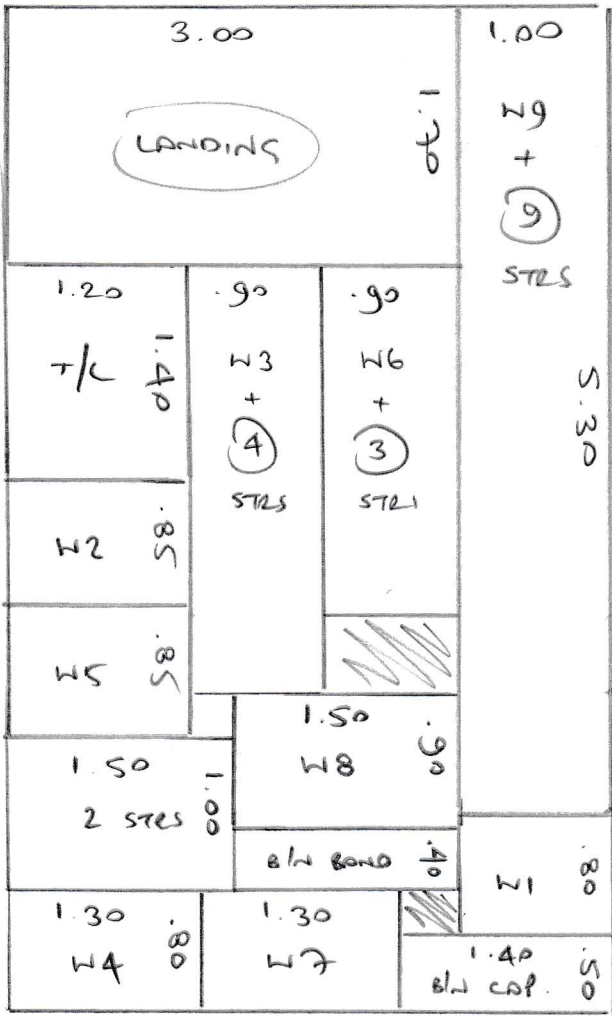 3.00
1.70
LANDING
1.00
W9
+
9
STRS
5.30
1.20
1.40
T/C
.90
W3
+
4
STRS
.90
W6
+
3
STRS
W2
.85
W5
.85
1.50
W8
.90
1.50
1.00
2 STRS
B/W BOND
.40
W1
.80
1.30
.80
W4
1.30
W7
1.40
.50
B/W CAP.